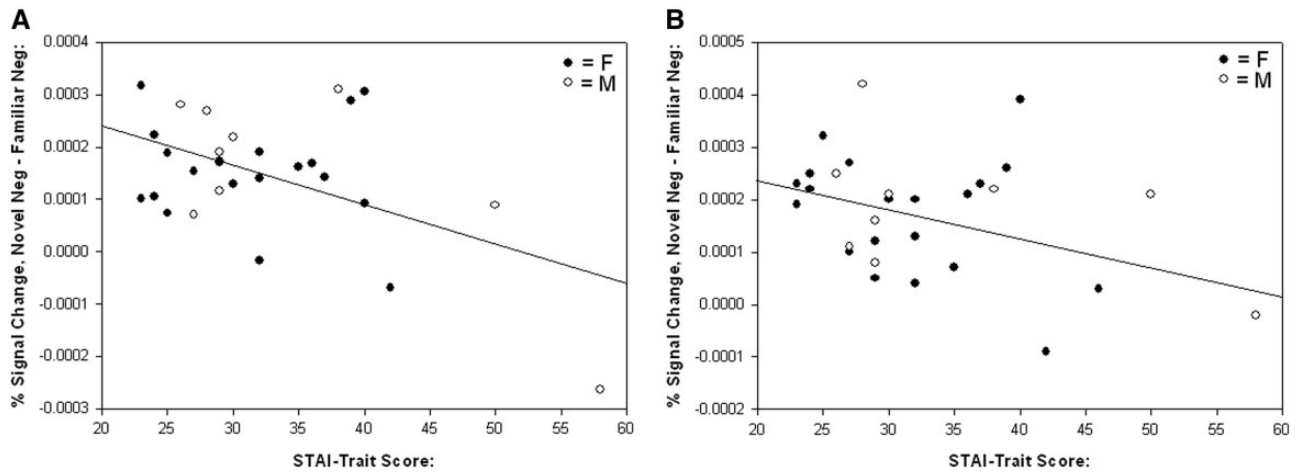 A
% Signal Change, Novel Neg - Familiar Neg:
0.0004
0.0003
0.0002
0.0001
0.0000
-0.0001
-0.0002
-0.0003
20 25 30 35 40 45 50 55 60
STAI-Trait Score:
= F
= M
B
% Signal Change, Novel Neg - Familiar Neg:
0.0005
0.0004
0.0003
0.0002
0.0001
0.0000
-0.0001
-0.0002
20 25 30 35 40 45 50 55 60
STAI-Trait Score:
= F
= M